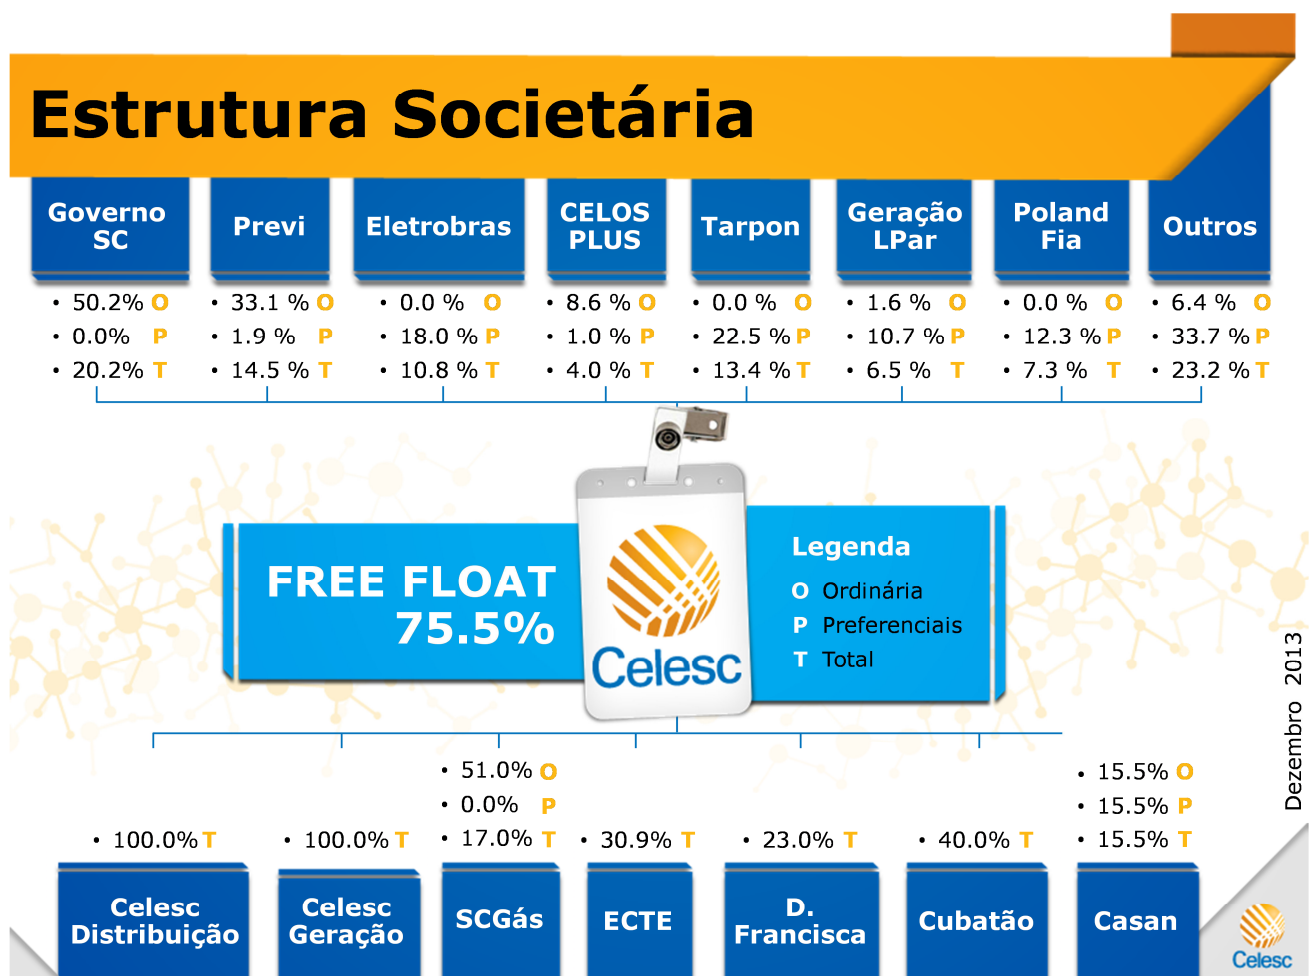 Estrutura Societária
Governo
SC
Previ
Eletrobras
CELOS
PLUS
Tarpon
Geração
LPar
Poland
Fia
Outros
• 50.2% O
• 0.0% P
• 20.2% T
• 33.1 % O
• 1.9 % P
• 14.5 % T
• 0.0 % O
• 18.0 % P
• 10.8 % T
• 8.6 % O
• 1.0 % P
• 4.0 % T
• 0.0 % O
• 22.5 % P
• 13.4 % T
• 1.6 % O
• 10.7 % P
• 6.5 % T
• 0.0 % O
• 12.3 % P
• 7.3 % T
• 6.4 % O
• 33.7 % P
• 23.2 % T
FREE FLOAT
75.5%
Celesc
Legenda
O Ordinária
P Preferenciais
T Total
Dezembro 2013
• 100.0% T
• 100.0% T
• 51.0% O
• 0.0% P
• 17.0% T
• 30.9% T
• 23.0% T
• 40.0% T
• 15.5% O
• 15.5% P
• 15.5% T
Celesc
Distribuição
Celesc
Geração
SCGás
ECTE
D.
Francisca
Cubatão
Casan
Celesc